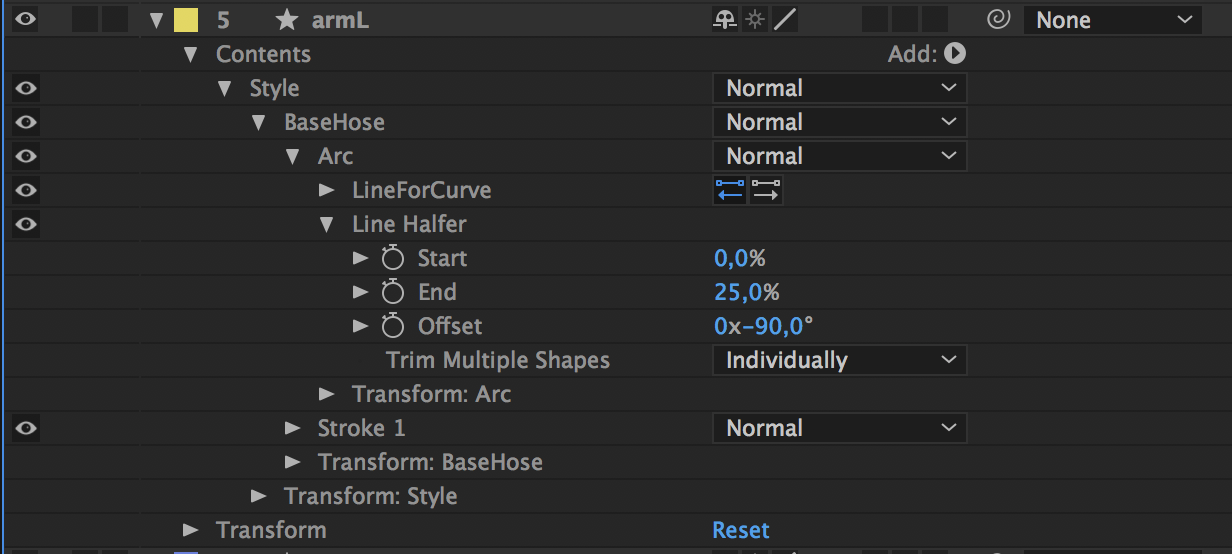 5 armL None
Contents Add:
Style Normal
BaseHose Normal
Arc Normal
LineForCurve
Line Halfer
Start 0,0%
End 25,0%
Offset 0x-90,0°
Trim Multiple Shapes Individually
Transform: Arc
Stroke 1 Normal
Transform: BaseHose
Transform: Style
Transform Reset